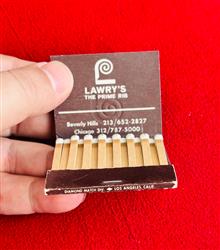 LAWRY'S
THE PRIME RIB
Beverly Hills 213/652-2827
Chicago 312/787-5000
DIAMOND MATCH DIV. LOS ANGELES, CALIF.